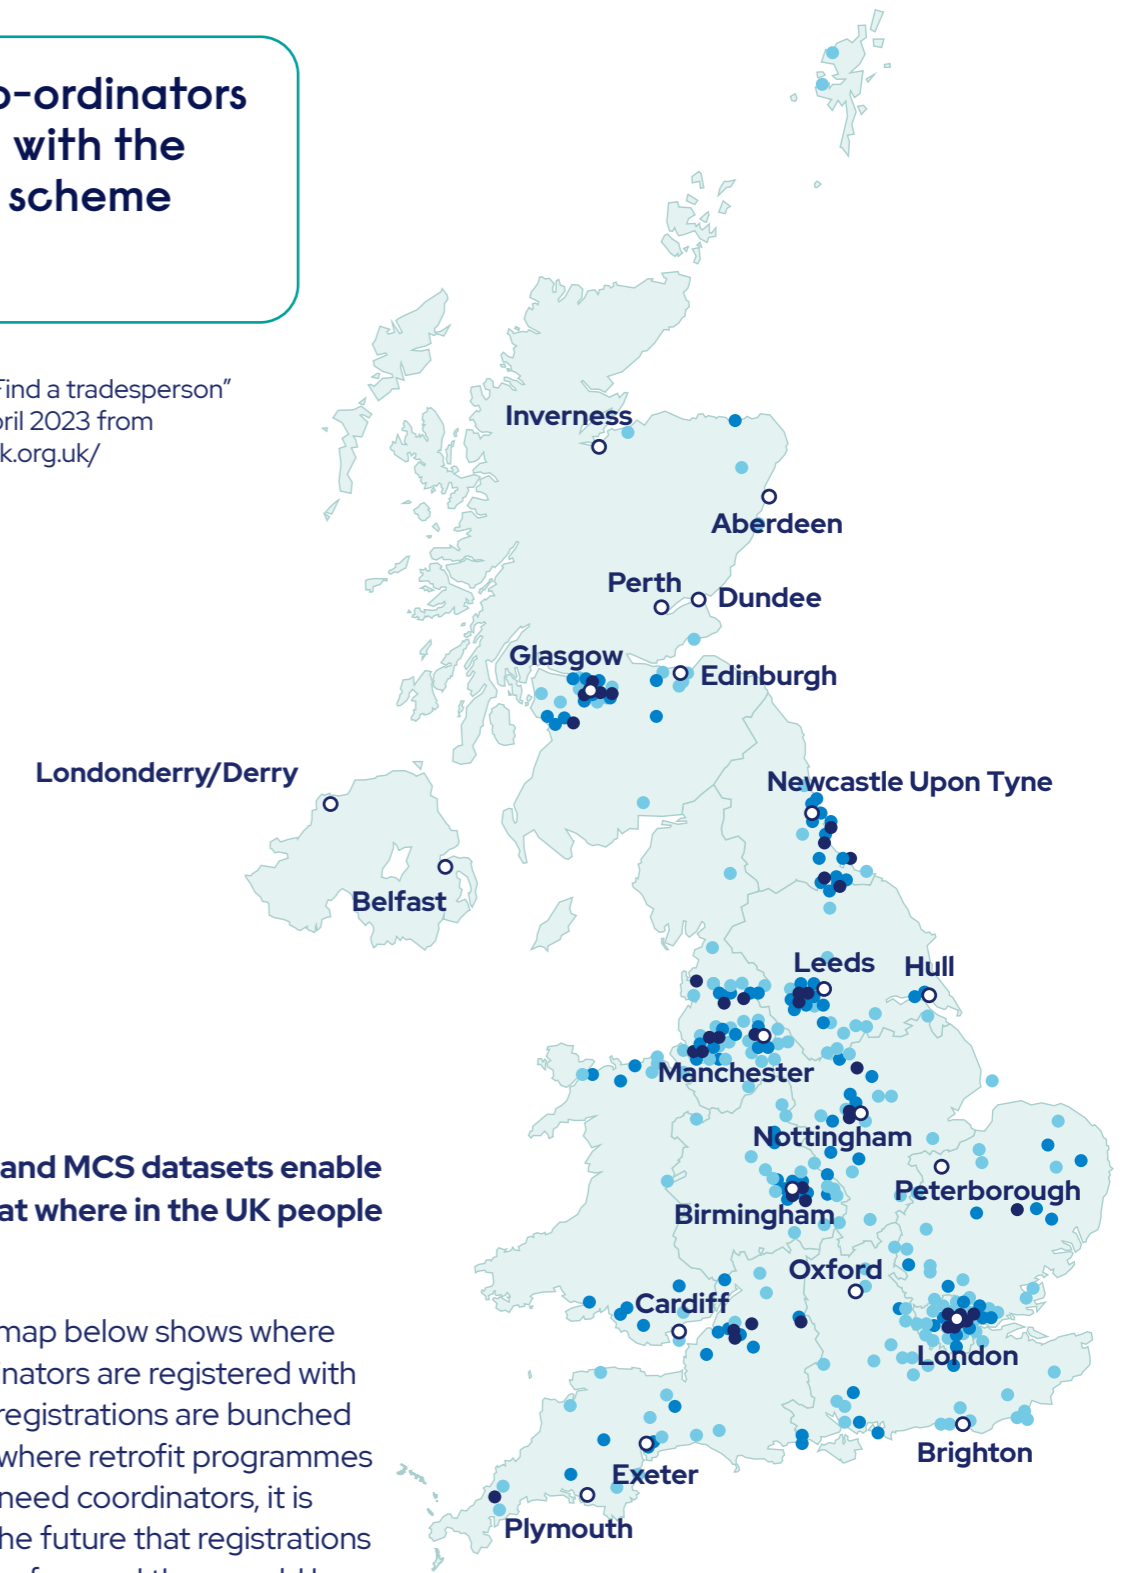 o-ordinators
with the
scheme
Find a tradesperson”
pril 2023 from
k.org.uk/
Inverness
Aberdeen
Perth
Dundee
Glasgow
Edinburgh
Londonderry/Derry
Newcastle Upon Tyne
Belfast
Leeds
Hull
Manchester
Nottingham
Peterborough
Birmingham
Oxford
Cardiff
London
Brighton
Exeter
Plymouth
and MCS datasets enable
at where in the UK people
map below shows where
inators are registered with
registrations are bunched
where retrofit programmes
need coordinators, it is
he future that registrations